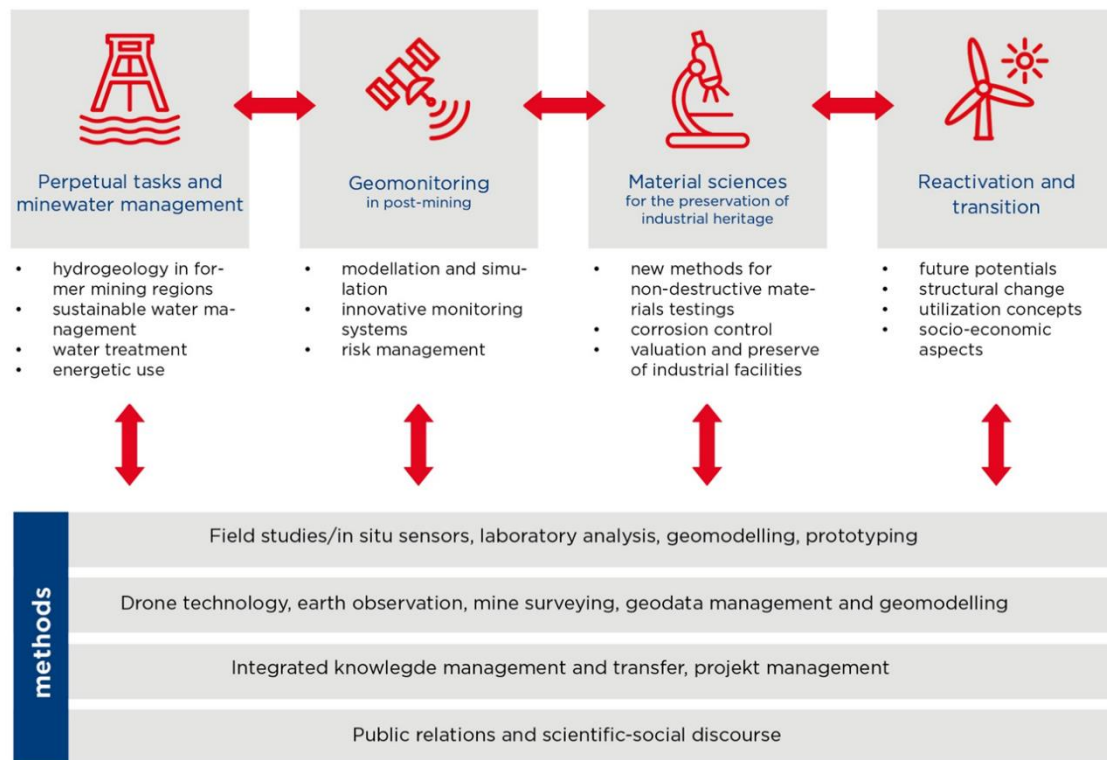 Perpetual tasks and
minewater management
Geomonitoring
in post-mining
Material sciences
for the preservation of
industrial heritage
Reactivation and
transition
• hydrogeology in for-
mer mining regions
• sustainable water ma-
nagement
• water treatment
• energetic use
• modellation and simu-
lation
• innovative monitoring
systems
• risk management
• new methods for
non-destructive mate-
rials testings
• corrosion control
• valuation and preserve
of industrial facilities
• future potentials
• structural change
• utilization concepts
• socio-economic
aspects
methods
Field studies/in situ sensors, laboratory analysis, geomodelling, prototyping
Drone technology, earth observation, mine surveying, geodata management and geomodelling
Integrated knowlegde management and transfer, projekt management
Public relations and scientific-social discourse